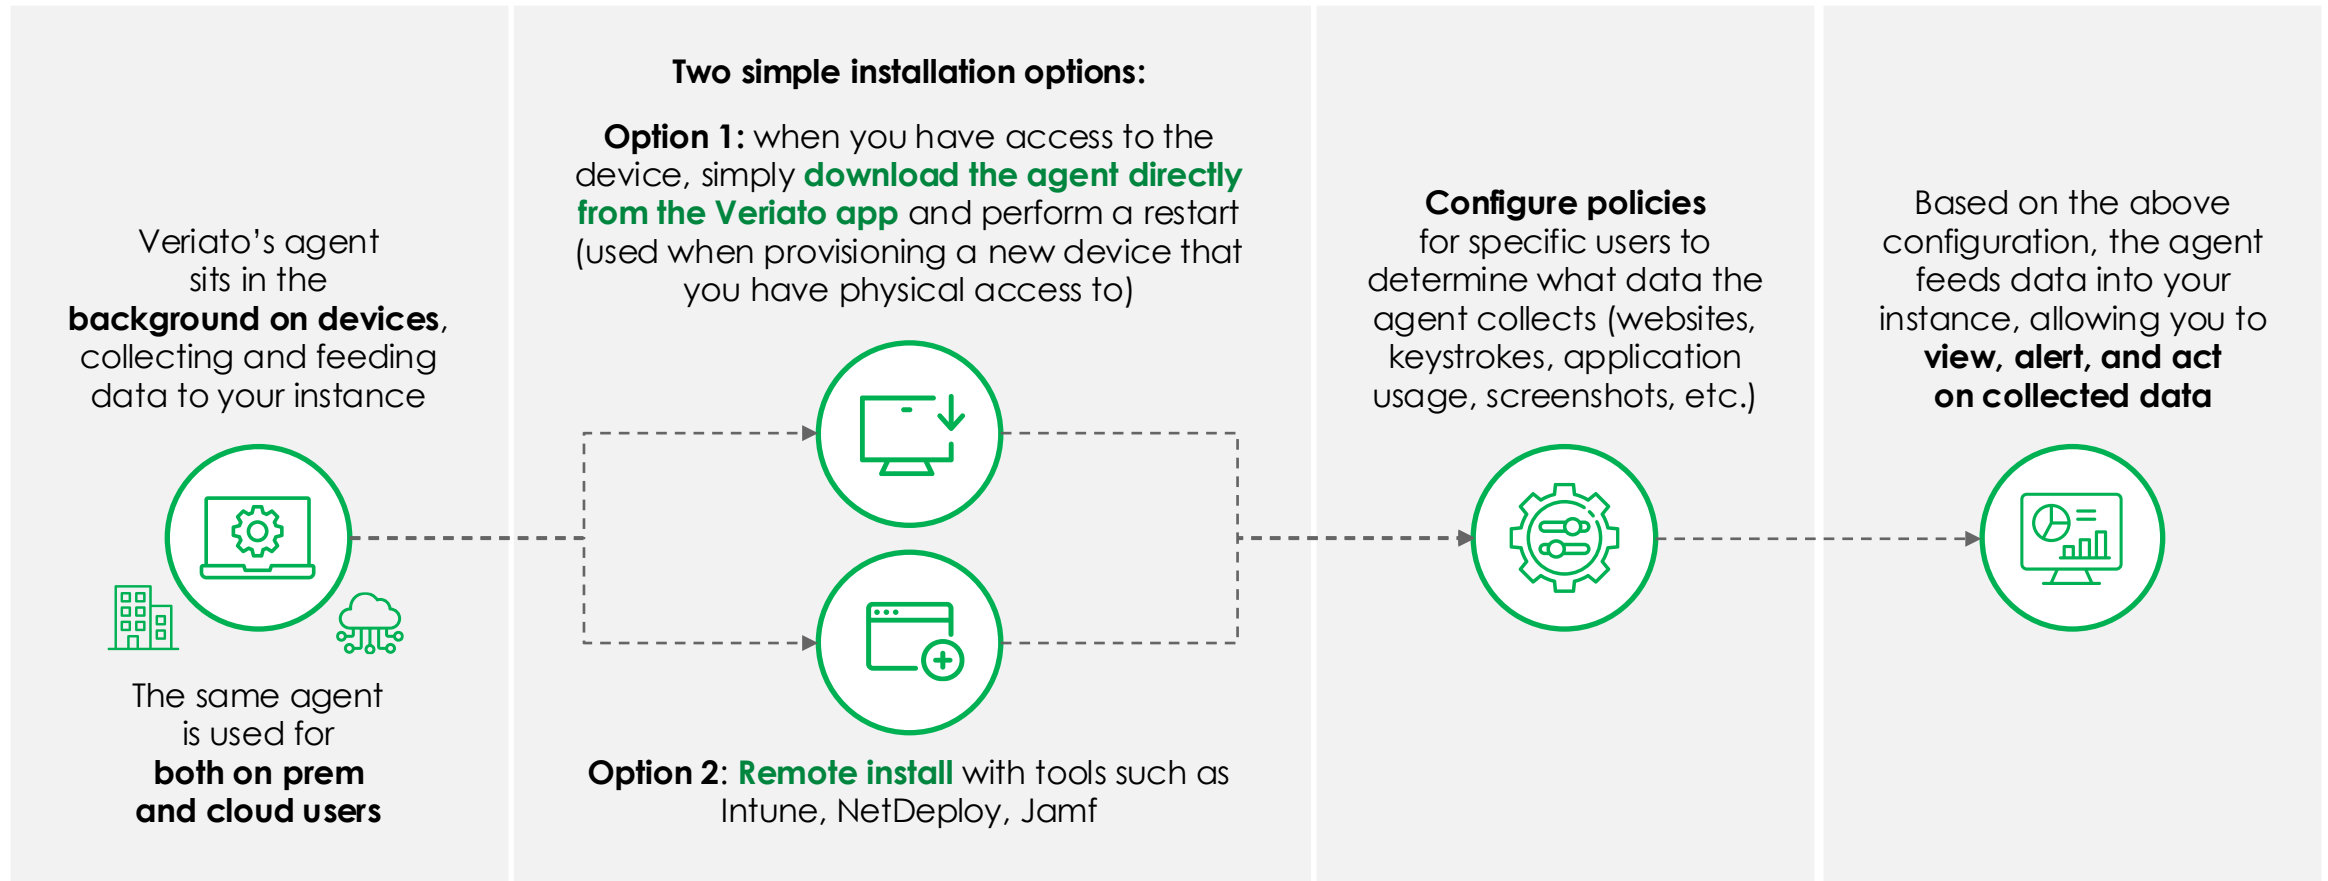 Veriato’s agent
sits in the
background on devices,
collecting and feeding
data to your instance
The same agent
is used for
both on prem
and cloud users
Two simple installation options:
Option 1: when you have access to the
device, simply download the agent directly
from the Veriato app and perform a restart
(used when provisioning a new device that
you have physical access to)
Option 2: Remote install with tools such as
Intune, NetDeploy, Jamf
Configure policies
for specific users to
determine what data the
agent collects (websites,
keystrokes, application
usage, screenshots, etc.)
Based on the above
configuration, the agent
feeds data into your
instance, allowing you to
view, alert, and act
on collected data